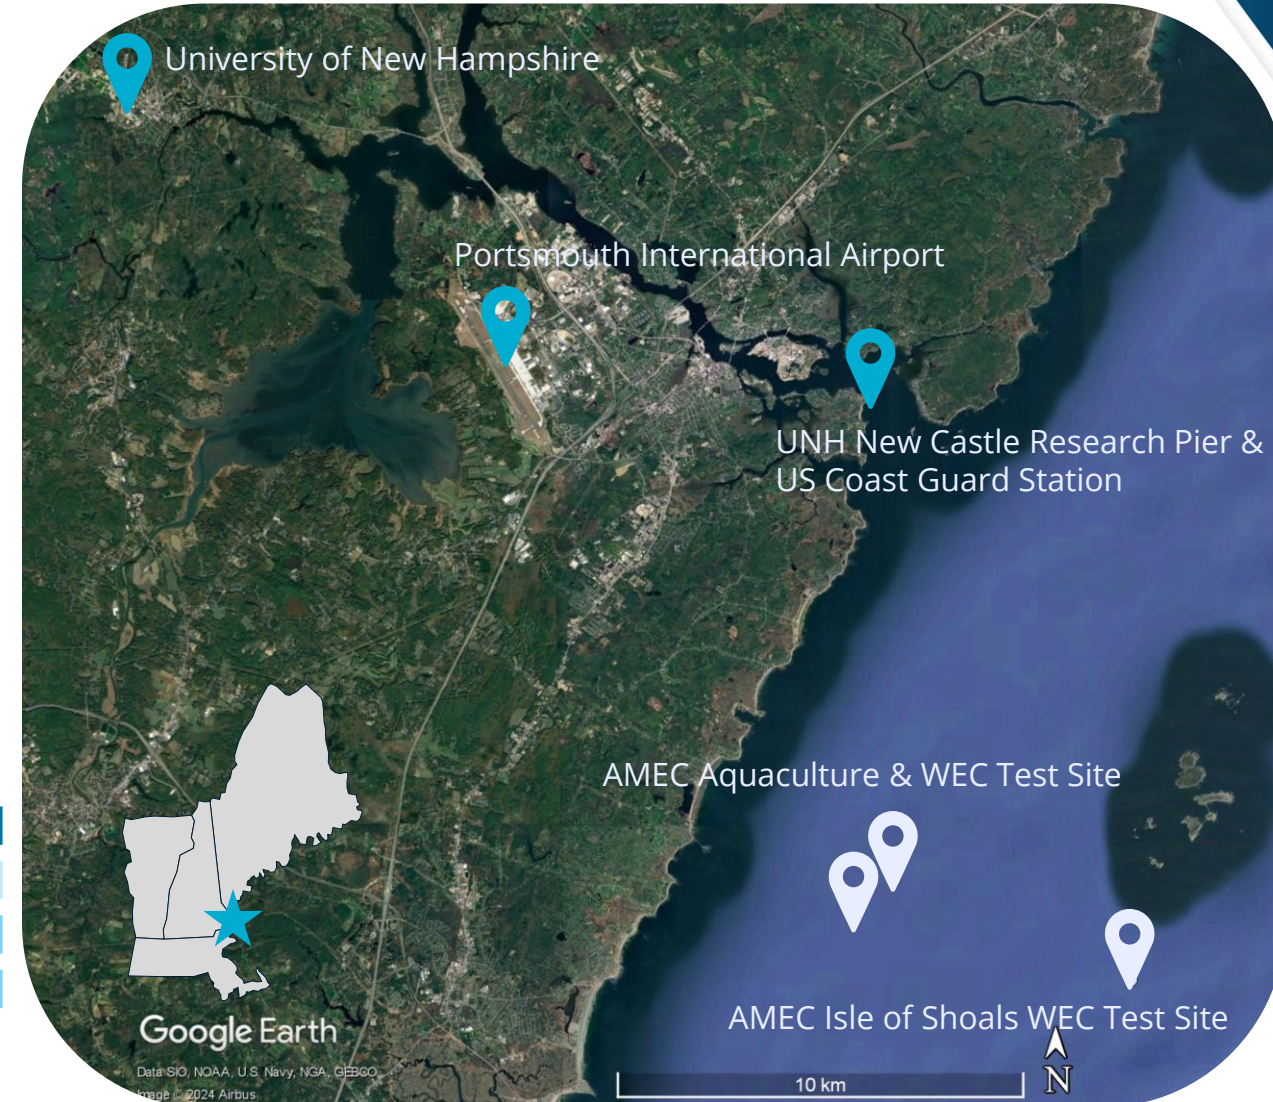 University of New Hampshire
Portsmouth International Airport
UNH New Castle Research Pier &
US Coast Guard Station
AMEC Aquaculture & WEC Test Site
AMEC Isle of Shoals WEC Test Site
Google Earth
Data SIO, NOAA, U.S. Navy, NGA, GEBCO
Image © 2024 Airbus
10 km
N